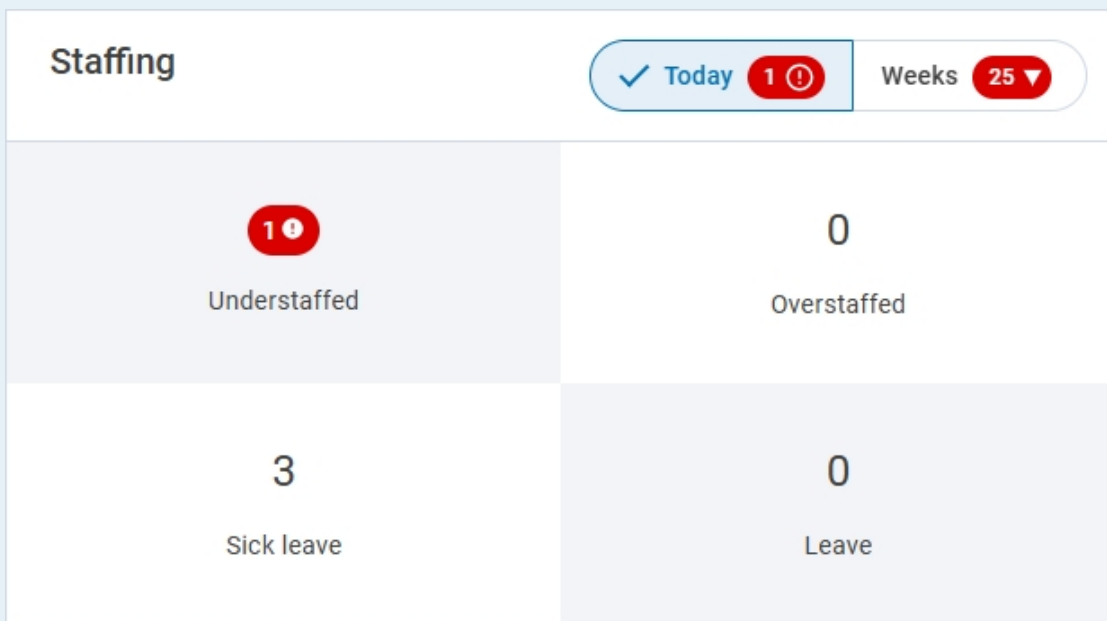 Staffing
Today 1
Weeks 25
1
Understaffed
0
Overstaffed
3
Sick leave
0
Leave